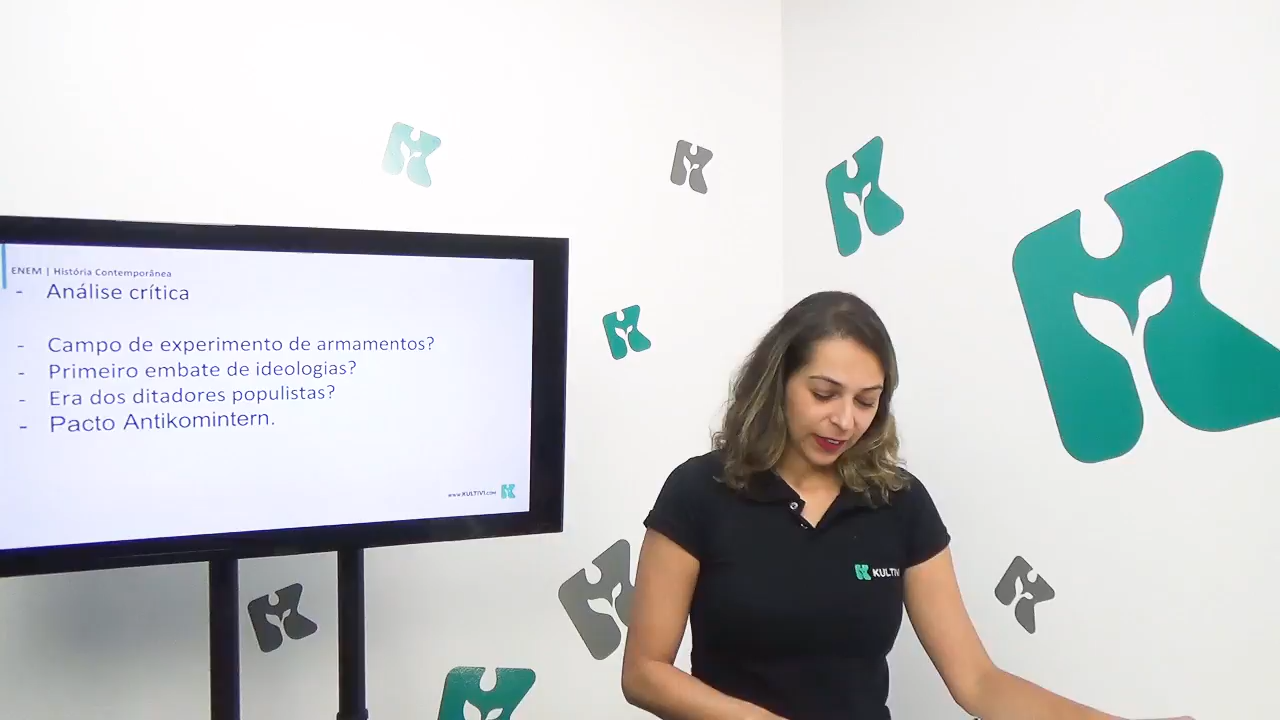 ENEM | História Contemporânea
- Análise crítica
- Campo de experimento de armamentos?
- Primeiro embate de ideologias?
- Era dos ditadores populistas?
- Pacto Antikomintern.
www.KULTIVI.com
KULTIVI